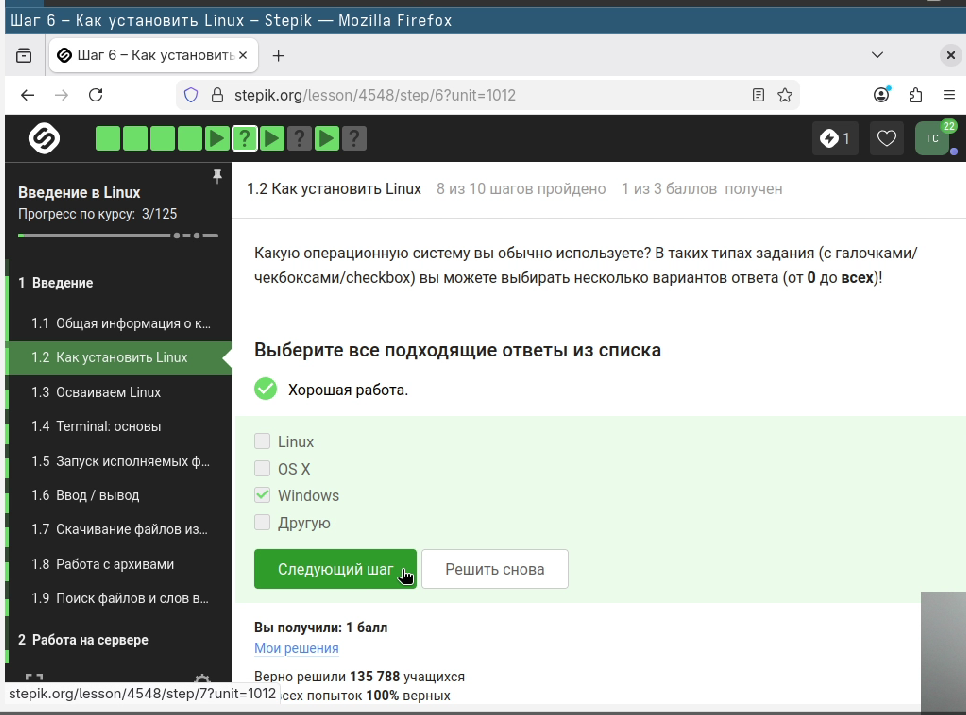 Шаг 6 – Как установить Linux – Stepik — Mozilla Firefox
Шаг 6 – Как установить
stepik.org/lesson/4548/step/6?unit=1012
? ? ?
1
TC
22
Введение в Linux
Прогресс по курсу: 3/125
1 Введение
1.1 Общая информация о к...
1.2 Как установить Linux
1.3 Осваиваем Linux
1.4 Terminal: основы
1.5 Запуск исполняемых ф...
1.6 Ввод / вывод
1.7 Скачивание файлов из...
1.8 Работа с архивами
1.9 Поиск файлов и слов в...
2 Работа на сервере
1.2 Как установить Linux 8 из 10 шагов пройдено 1 из 3 баллов получен
Какую операционную систему вы обычно используете? В таких типах задания (с галочками/
чекбоксами/checkbox) вы можете выбирать несколько вариантов ответа (от 0 до всех)!
Выберите все подходящие ответы из списка
Хорошая работа.
Linux
OS X
Windows
Другую
Следующий шаг
Решить снова
Вы получили: 1 балл
Мои решения
Верно решили 135 788 учащихся
всех попыток 100% верных
stepik.org/lesson/4548/step/7?unit=1012